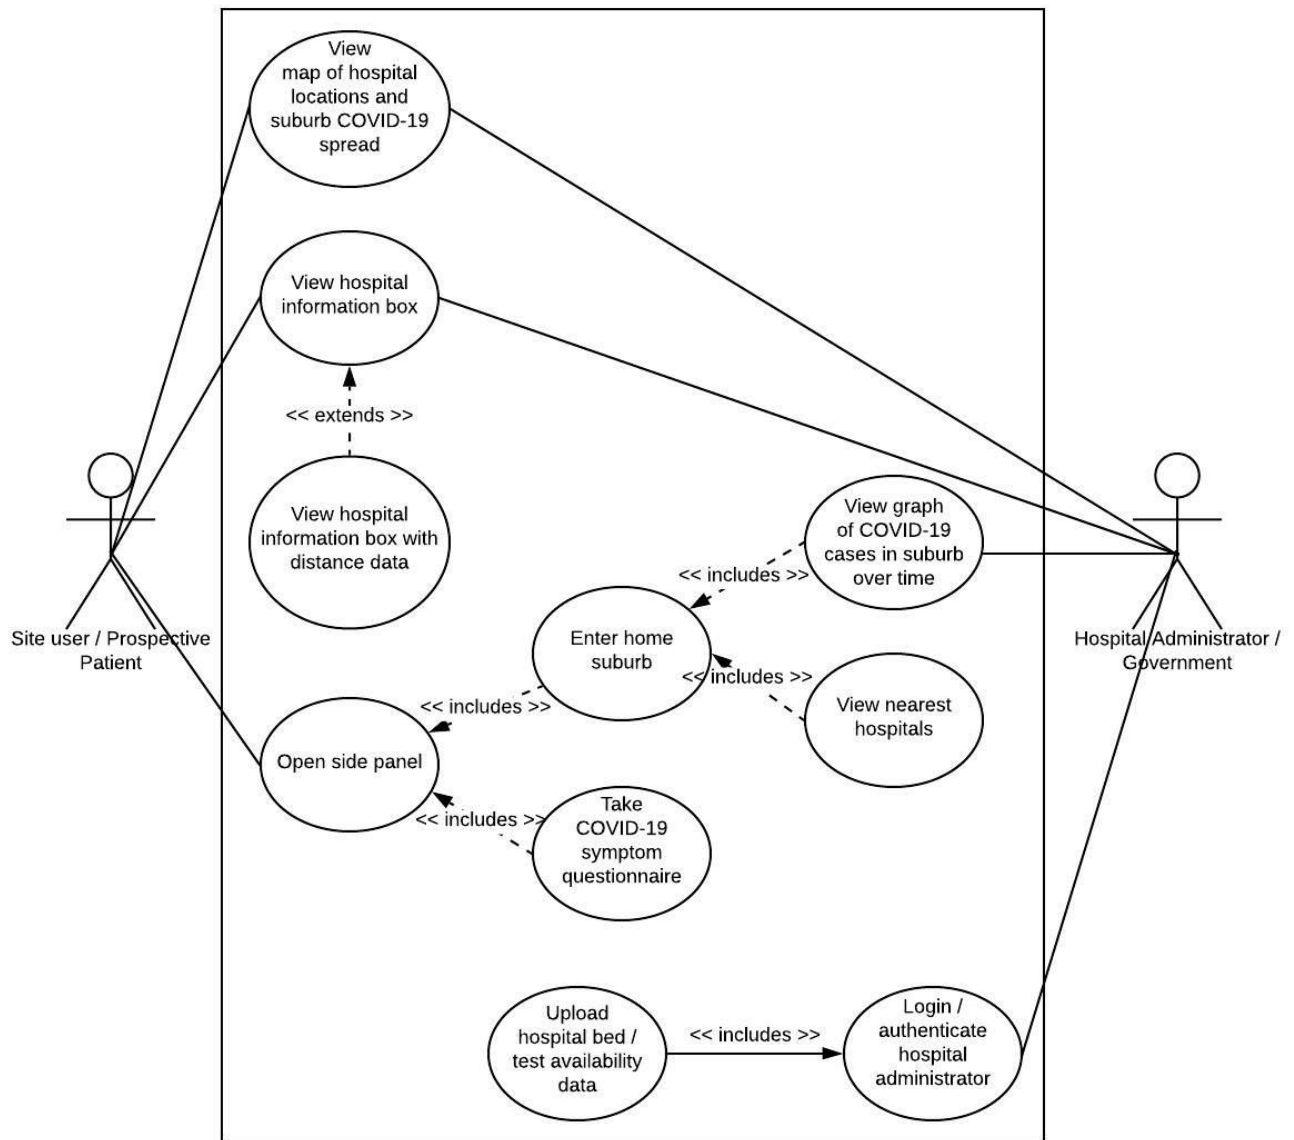 View
map of hospital
locations and
suburb COVID-19
spread
View hospital
information box
<< extends >>
View hospital
information box with
distance data
View graph
of COVID-19
cases in suburb
over time
<< includes >>
Enter home
suburb
<< includes >>
View nearest
hospitals
Site user / Prospective
Patient
Hospital Administrator /
Government
<< includes >>
Open side panel
<< includes >>
Take
COVID-19
symptom
questionnaire
Upload
hospital bed /
test availability
data
<< includes >>
Login /
authenticate
hospital
administrator